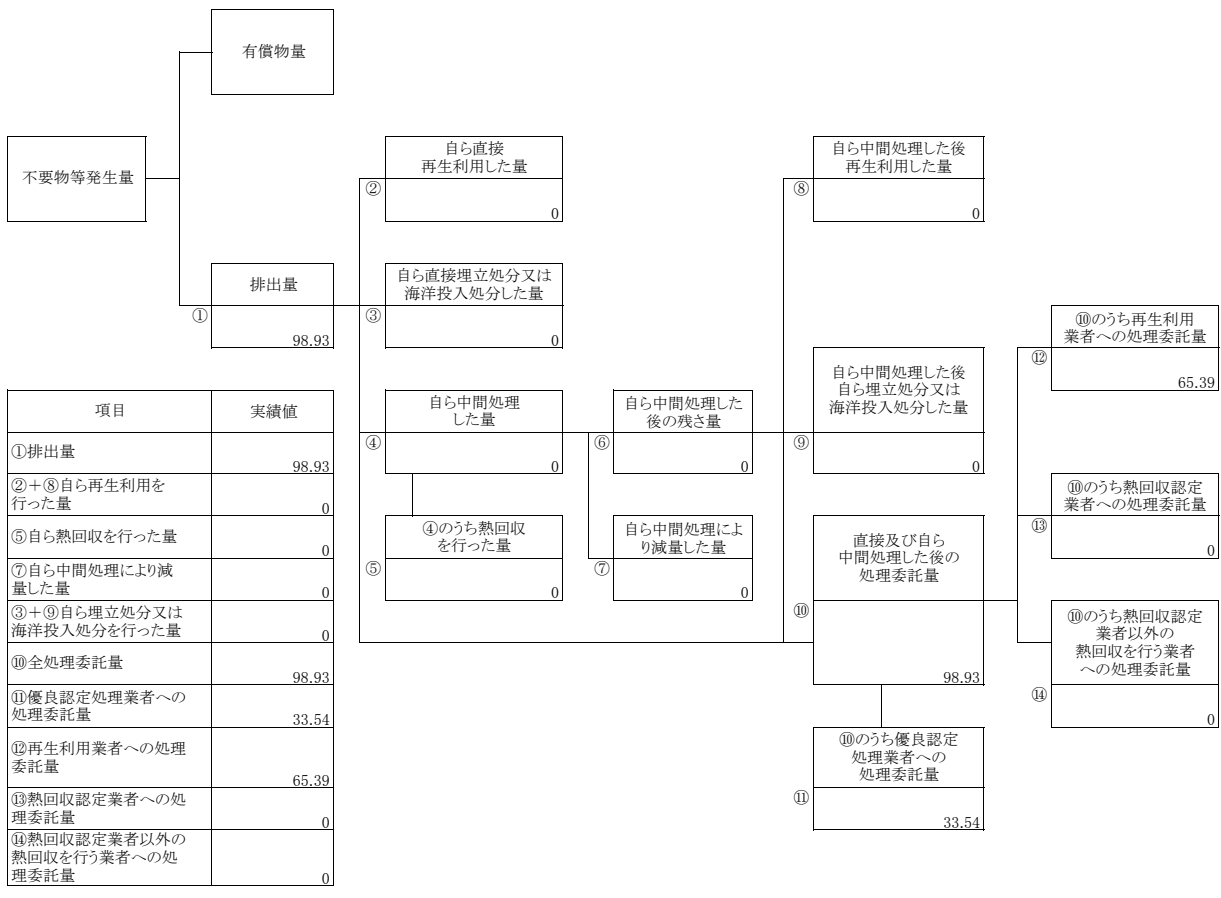 有償物量
不要物等発生量
排出量
①
98.93
自ら直接
再生利用した量
②
0
自ら直接埋立処分又は
海洋投入処分した量
③
0
自ら中間処理
した量
④
0
④のうち熱回収
を行った量
⑤
0
自ら中間処理した
後の残さ量
⑥
0
自ら中間処理によ
り減量した量
⑦
0
自ら中間処理した後
再生利用した量
⑧
0
自ら中間処理した後
自ら埋立処分又は
海洋投入処分した量
⑨
0
直接及び自ら
中間処理した後の
処理委託量
⑩
98.93
⑩のうち優良認定
処理業者への
処理委託量
⑪
33.54
⑩のうち再生利用
業者への処理委託量
⑫
65.39
⑩のうち熱回収認定
業者への処理委託量
⑬
0
⑩のうち熱回収認定
業者以外の
熱回収を行う業者
への処理委託量
⑭
0
項目 実績値
①排出量
98.93
②＋⑧自ら再生利用を
行った量
0
⑤自ら熱回収を行った量
0
⑦自ら中間処理により減
量した量
0
③＋⑨自ら埋立処分又は
海洋投入処分を行った量
0
⑩全処理委託量
98.93
⑪優良認定処理業者への
処理委託量
33.54
⑫再生利用業者への処理
委託量
65.39
⑬熱回収認定業者への処
理委託量
0
⑭熱回収認定業者以外の
熱回収を行う業者への処
理委託量
0